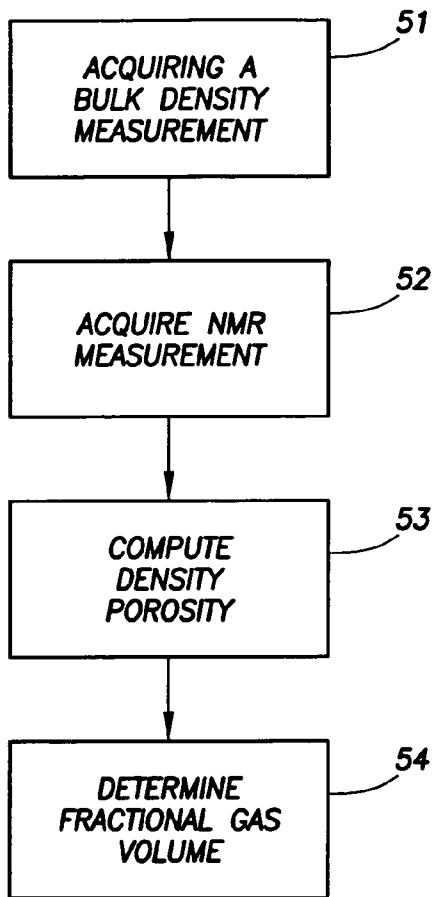 51
ACQUIRING A
BULK DENSITY
MEASUREMENT
52
ACQUIRE NMR
MEASUREMENT
53
COMPUTE
DENSITY
POROSITY
54
DETERMINE
FRACTIONAL GAS
VOLUME